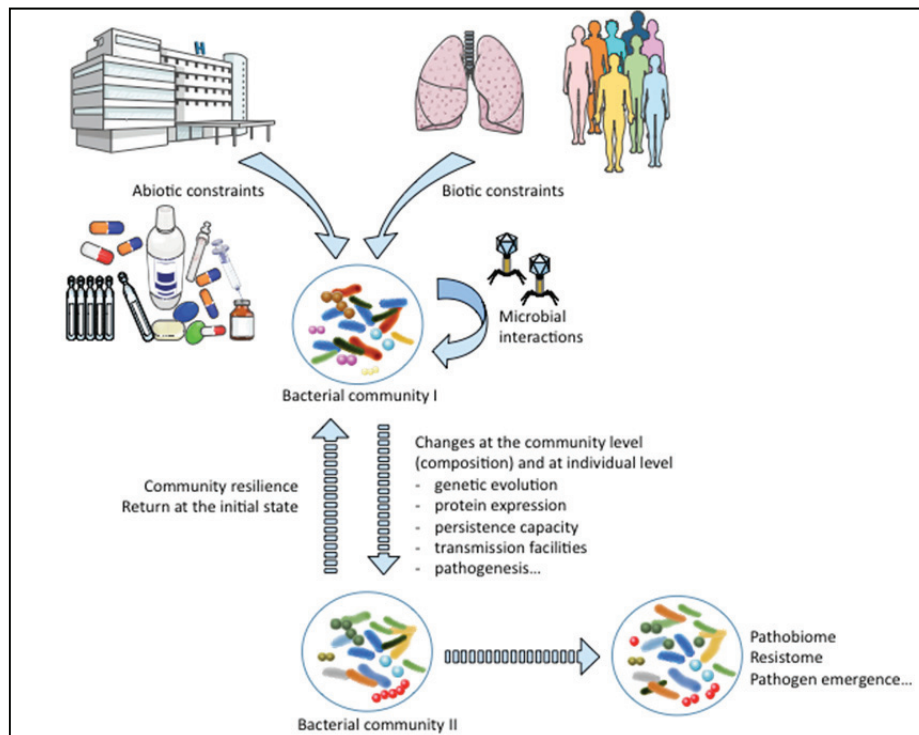 H
Abiotic constraints
Biotic constraints
Microbial
interactions
Bacterial community I
Changes at the community level
(composition) and at individual level
- genetic evolution
- protein expression
- persistence capacity
- transmission facilities
- pathogenesis…
Community resilience
Return at the initial state
Pathobiome
Resistome
Pathogen emergence…
Bacterial community II